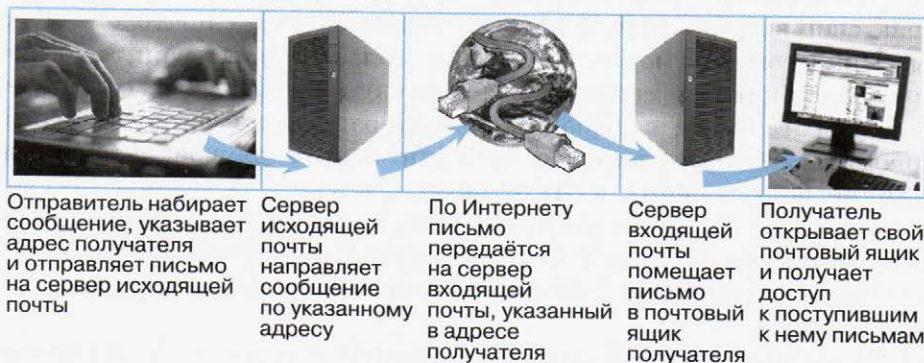 Отправитель набирает
сообщение, указывает
адрес получателя
и отправляет письмо
на сервер исходящей
почты
Сервер
исходящей
почты
направляет
сообщение
по указанному
адресу
По Интернету
письмо
передаётся
на сервер
входящей
почты, указанный
в адресе
получателя
Сервер
входящей
почты
помещает
письмо
в почтовый
ящик
получателя
Получатель
открывает свой
почтовый ящик
и получает
доступ
к поступившим
к нему письмам